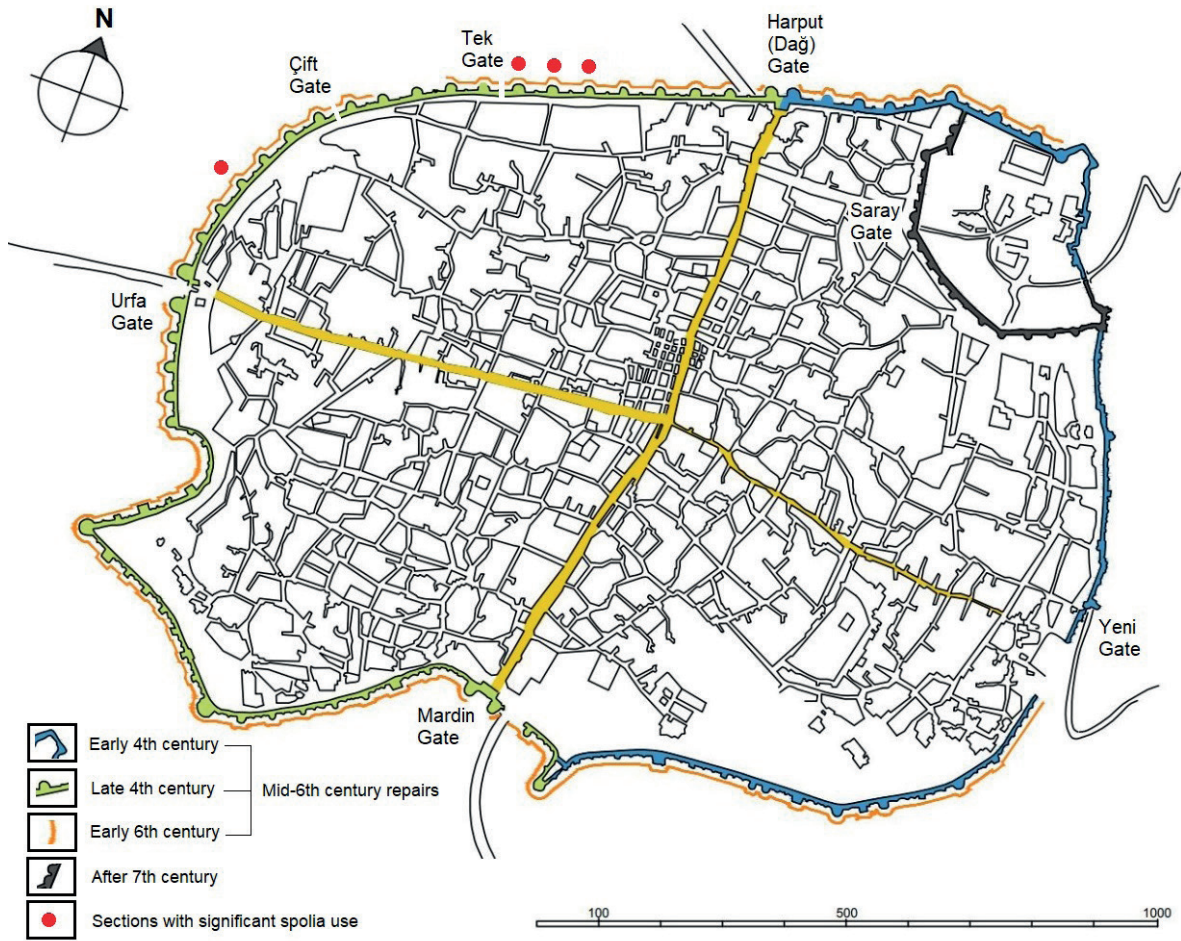 N
Çift
Gate
Tek
Gate
Harput
(Dağ)
Gate
Saray
Gate
Urfa
Gate
Yeni
Gate
Mardin
Gate
Early 4th century
Late 4th century
Mid-6th century repairs
Early 6th century
After 7th century
Sections with significant spolia use
100 500 1000